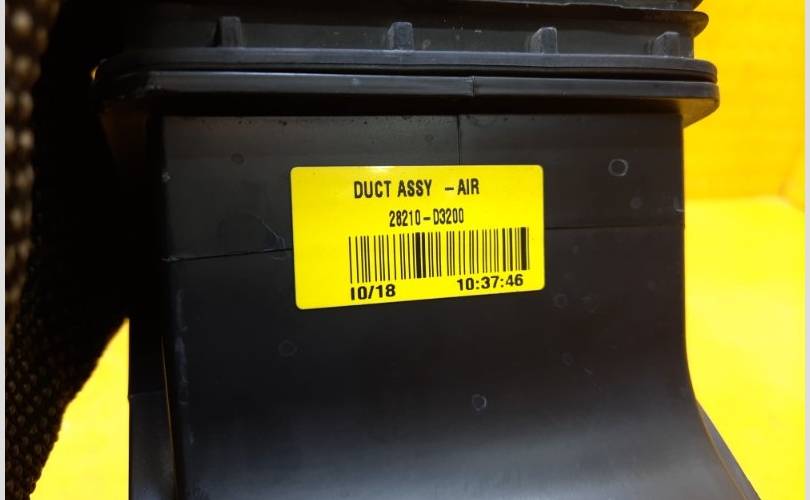 DUCT ASSY -AIR
28210-D3200
10/18 10:37:46